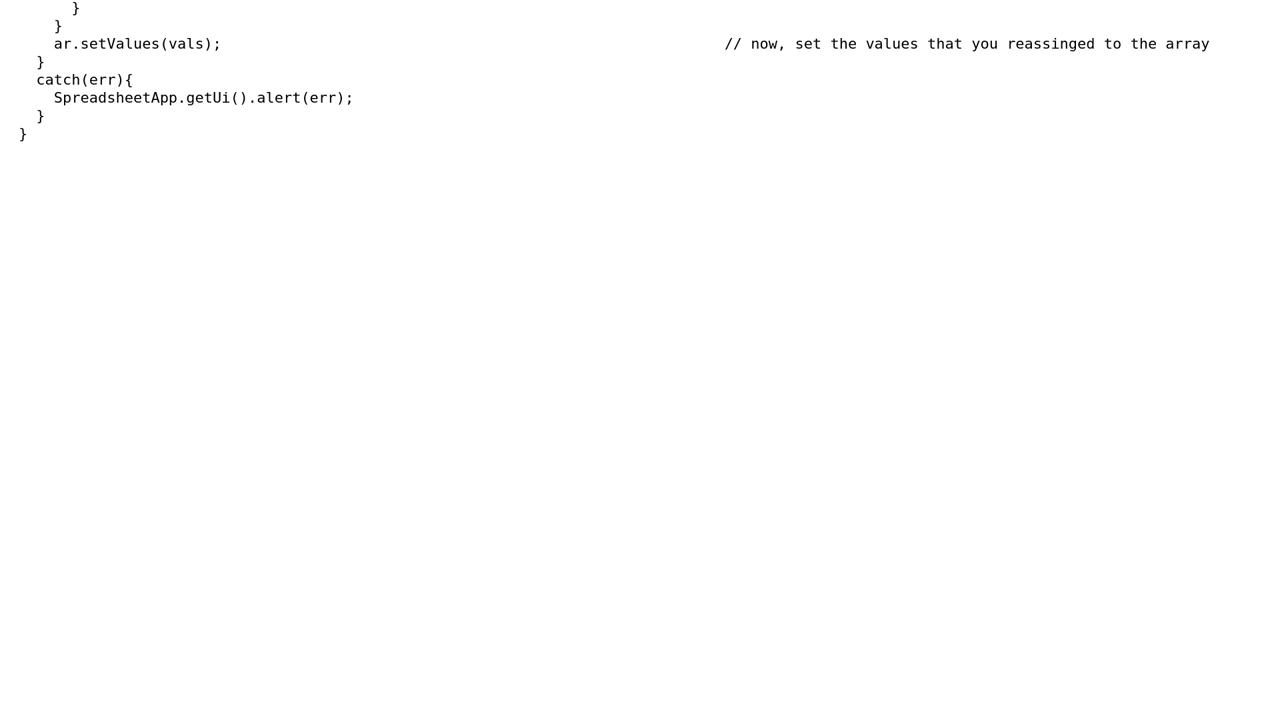 }
}
ar.setValues(vals); // now, set the values that you reassinged to the array
}
catch(err){
SpreadsheetApp.getUi().alert(err);
}
}